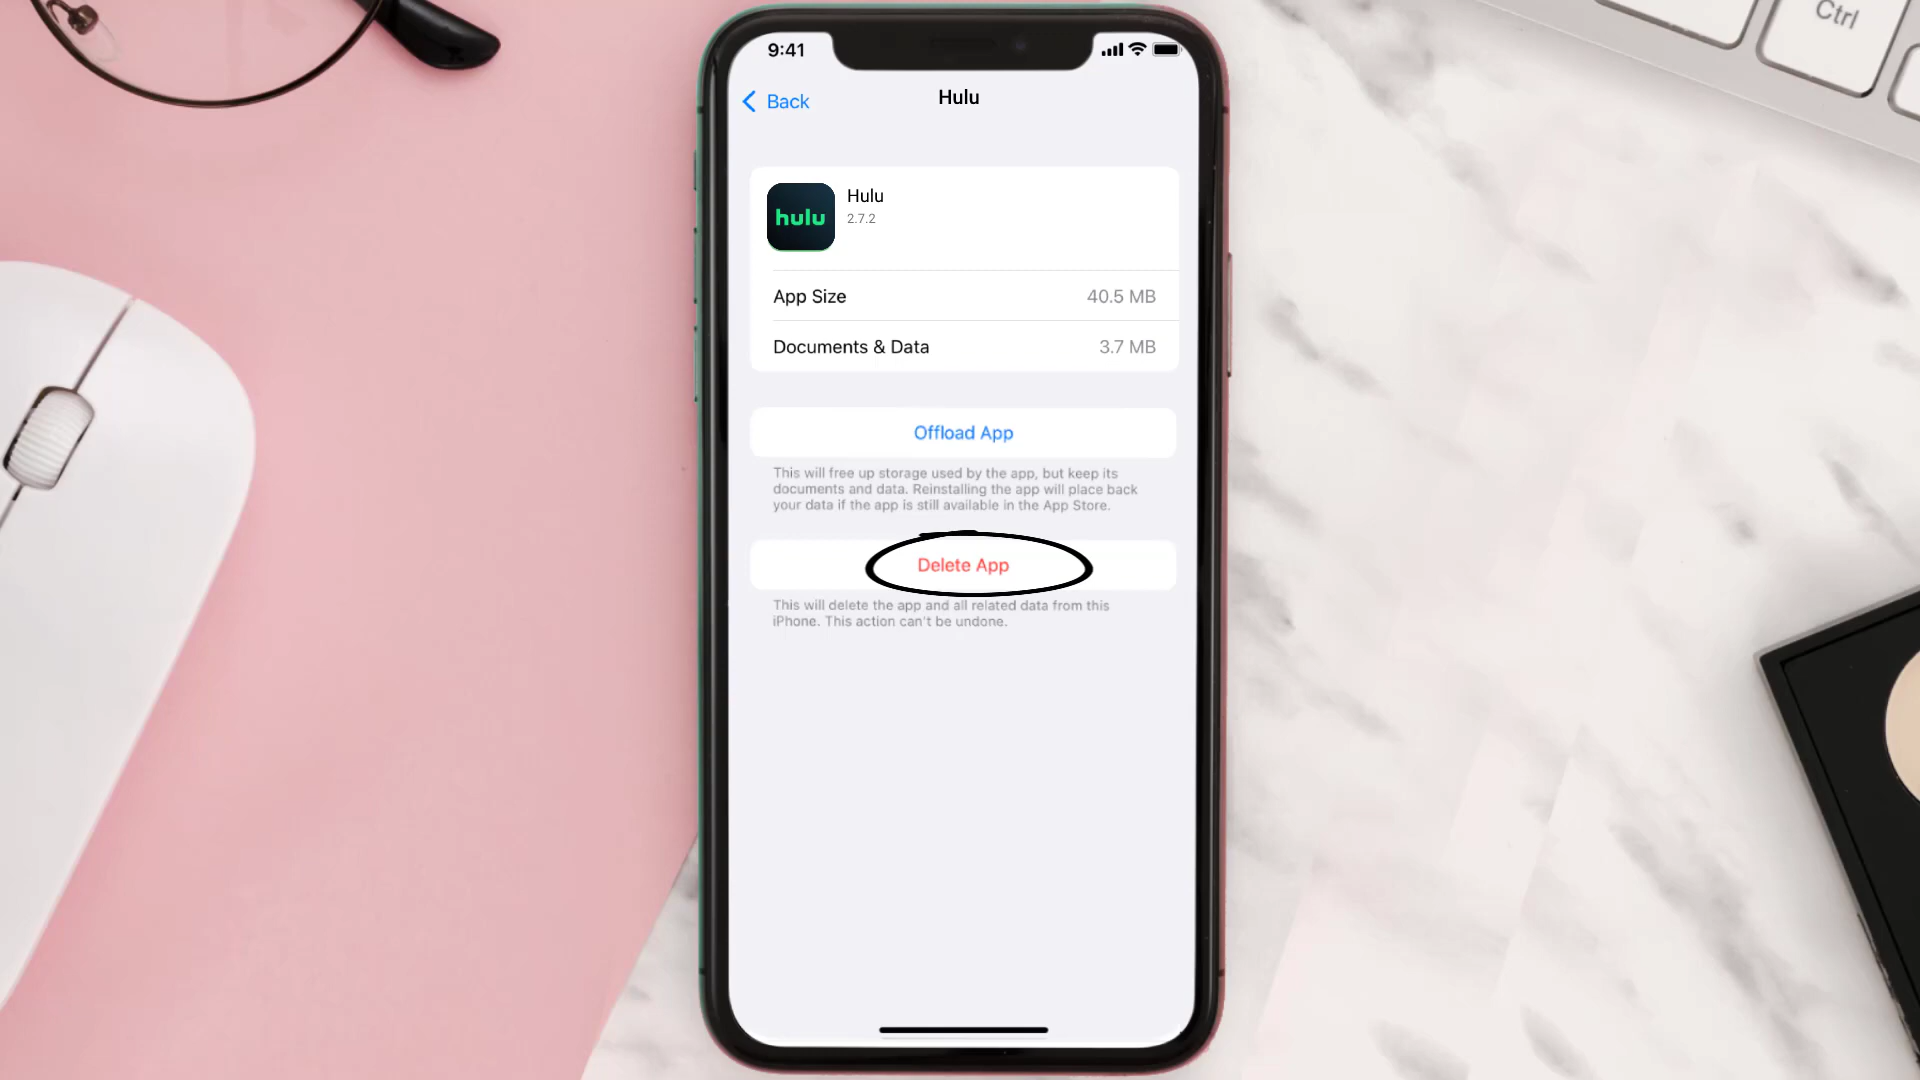 Ctrl
9:41
Back
Hulu
hulu
Hulu
2.7.2
App Size
40.5 MB
Documents & Data
3.7 MB
Offload App
This will free up storage used by the app, but keep its
documents and data. Reinstalling the app will place back
your data if the app is still available in the App Store.
Delete App
This will delete the app and all related data from this
iPhone. This action can't be undone.